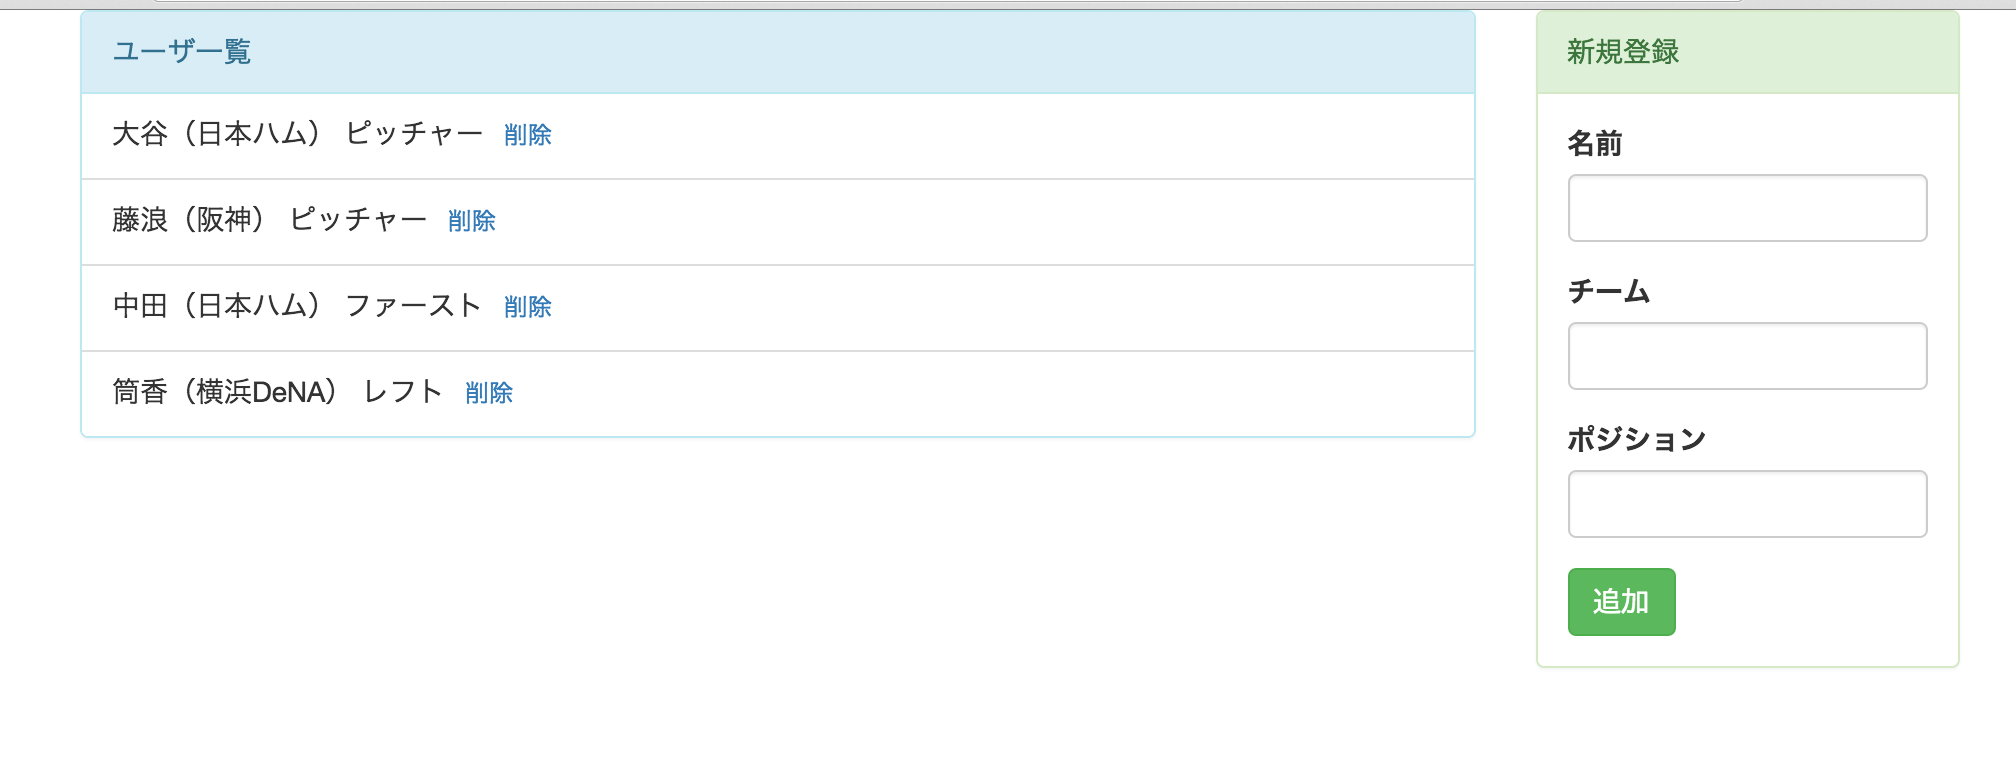 ユーザ一覧
大谷（日本ハム） ピッチャー 削除
藤浪（阪神） ピッチャー 削除
中田（日本ハム） ファースト 削除
筒香（横浜DeNA） レフト 削除
新規登録
名前
チーム
ポジション
追加